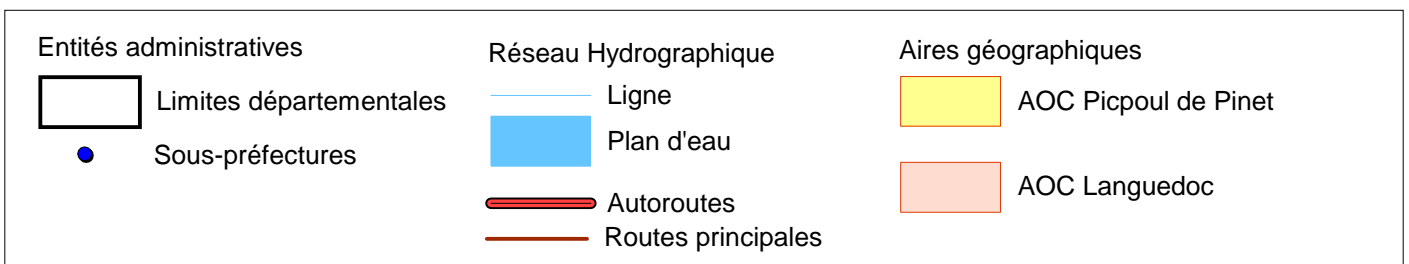 Entités administratives
Limites départementales
Sous-préfectures
Réseau Hydrographique
Ligne
Plan d'eau
Autoroutes
Routes principales
Aires géographiques
AOC Picpoul de Pinet
AOC Languedoc